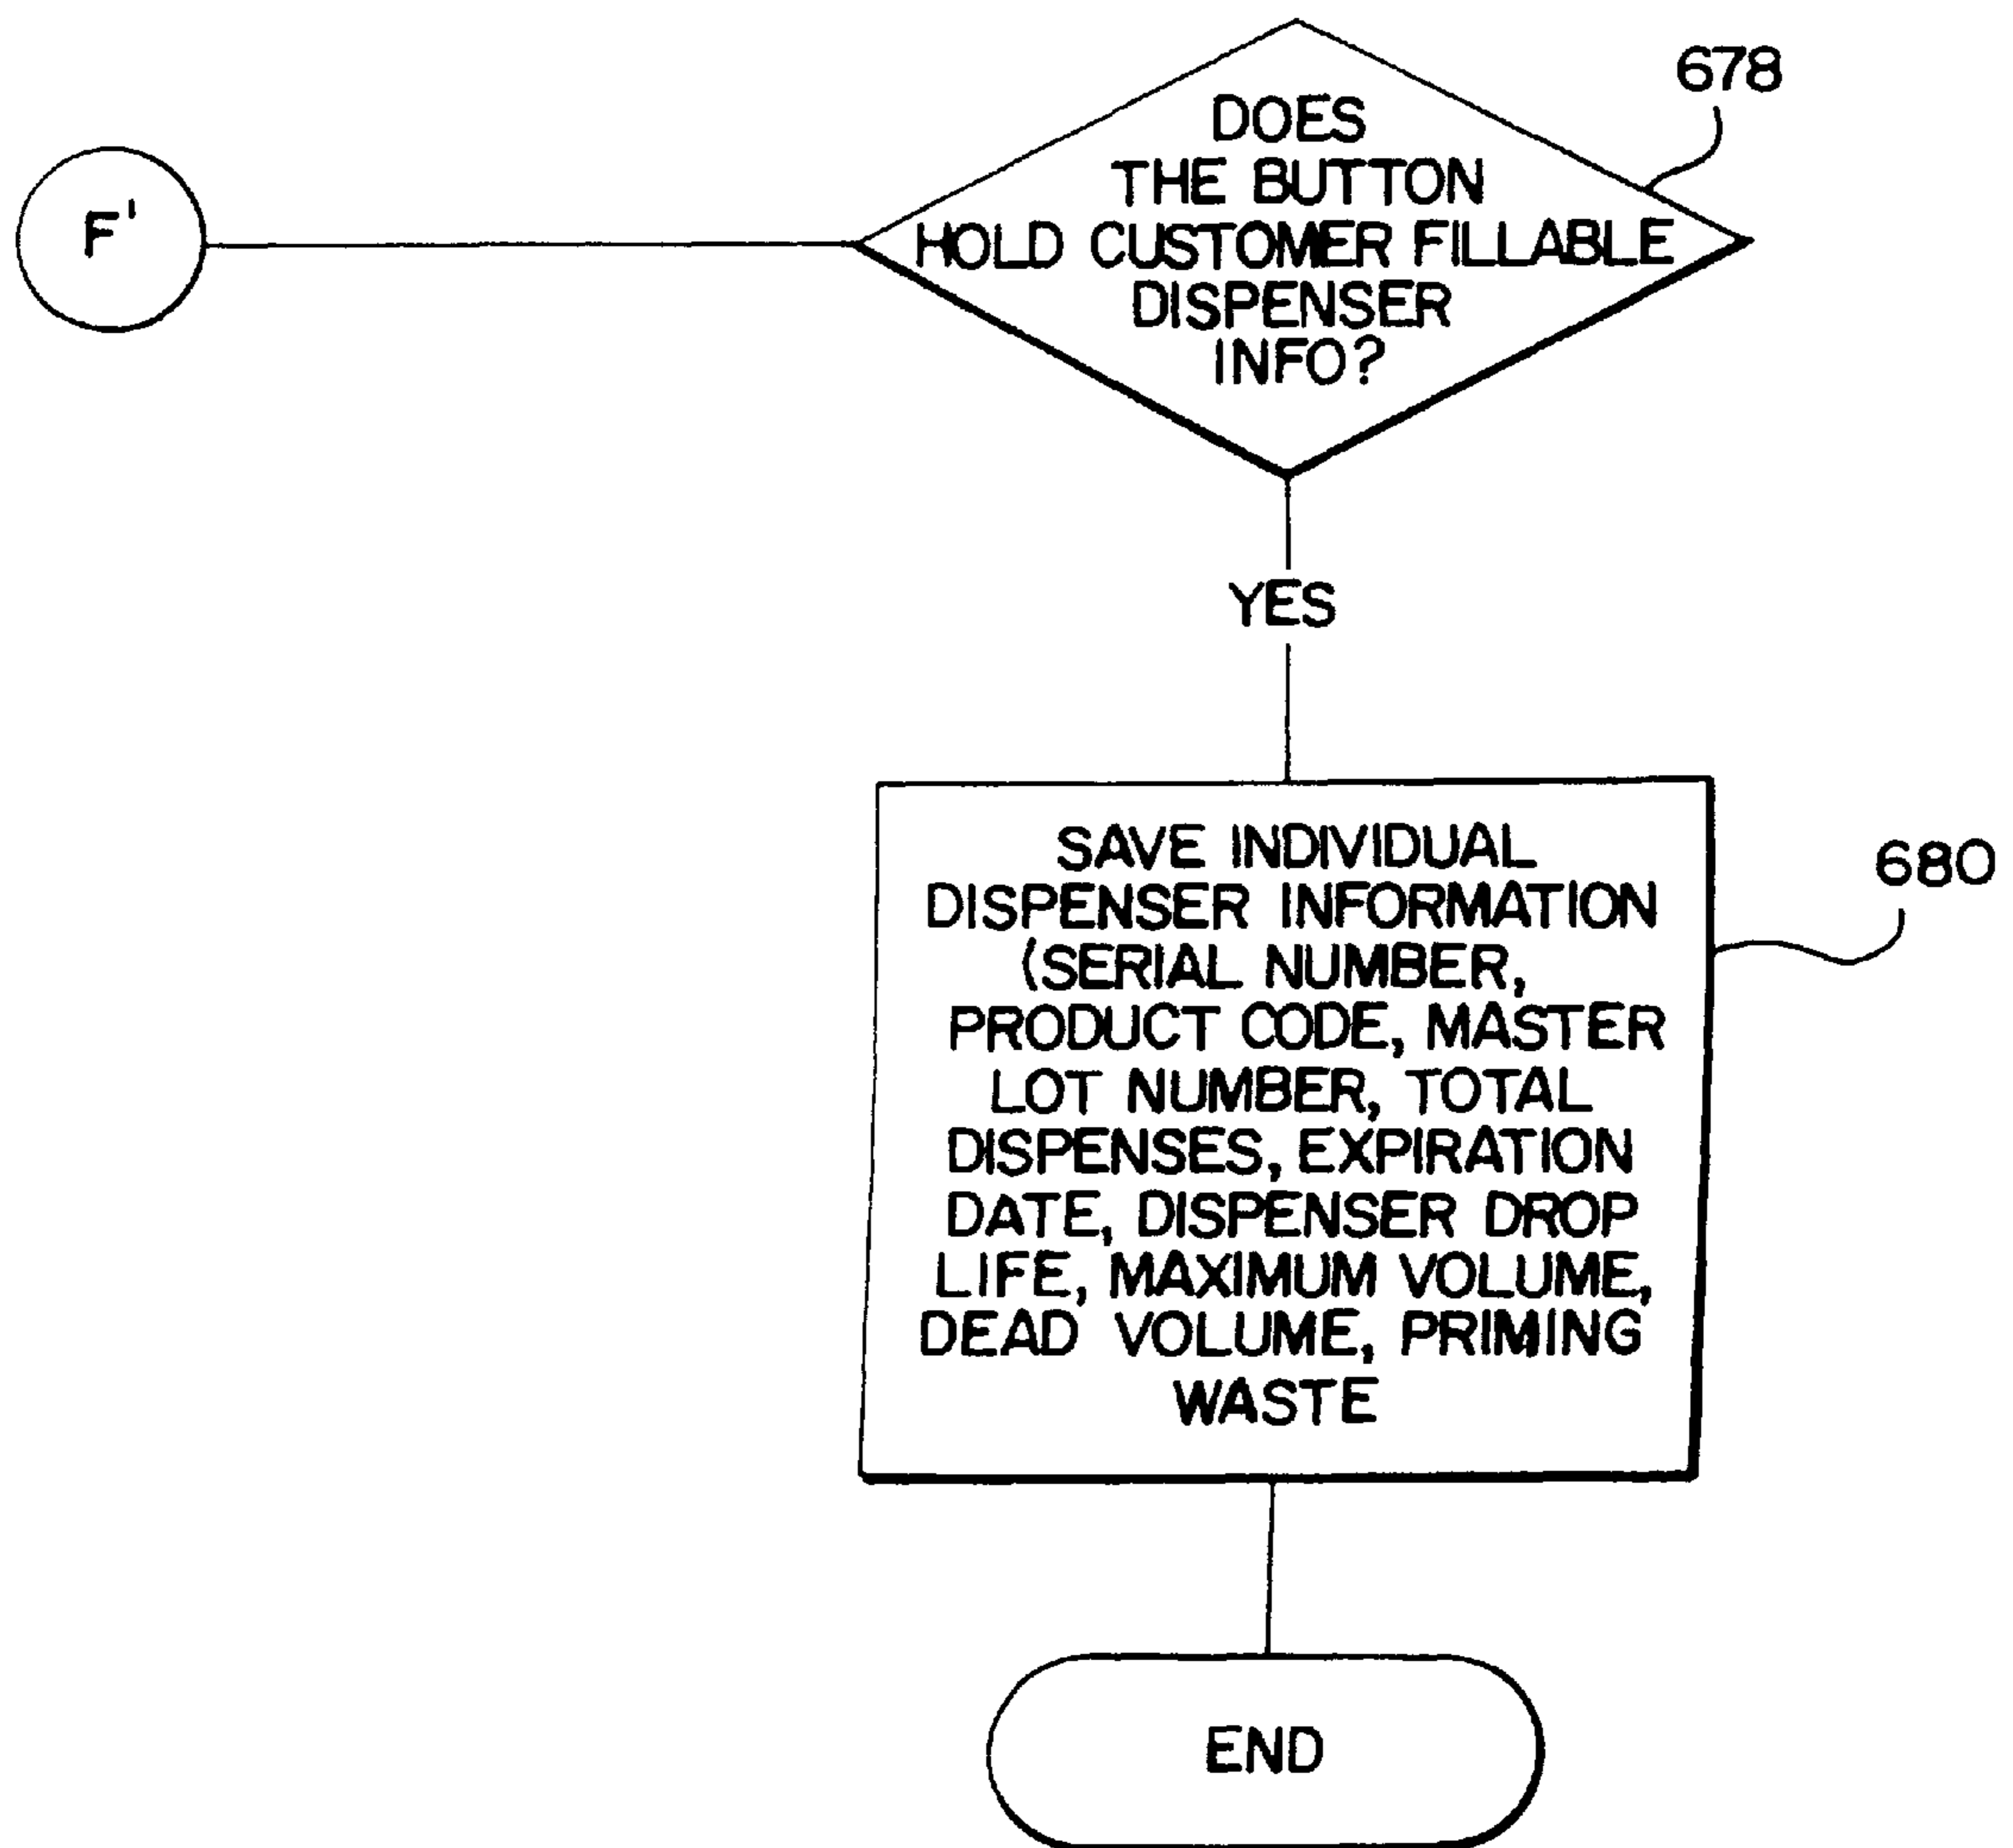 F'
DOES
THE BUTTON
HOLD CUSTOMER FILLABLE
DISPENSER
INFO?
678
YES
SAVE INDIVIDUAL
DISPENSER INFORMATION
(SERIAL NUMBER,
PRODUCT CODE, MASTER
LOT NUMBER, TOTAL
DISPENSES, EXPIRATION
DATE, DISPENSER DROP
LIFE, MAXIMUM VOLUME,
DEAD VOLUME, PRIMING
WASTE
680
END